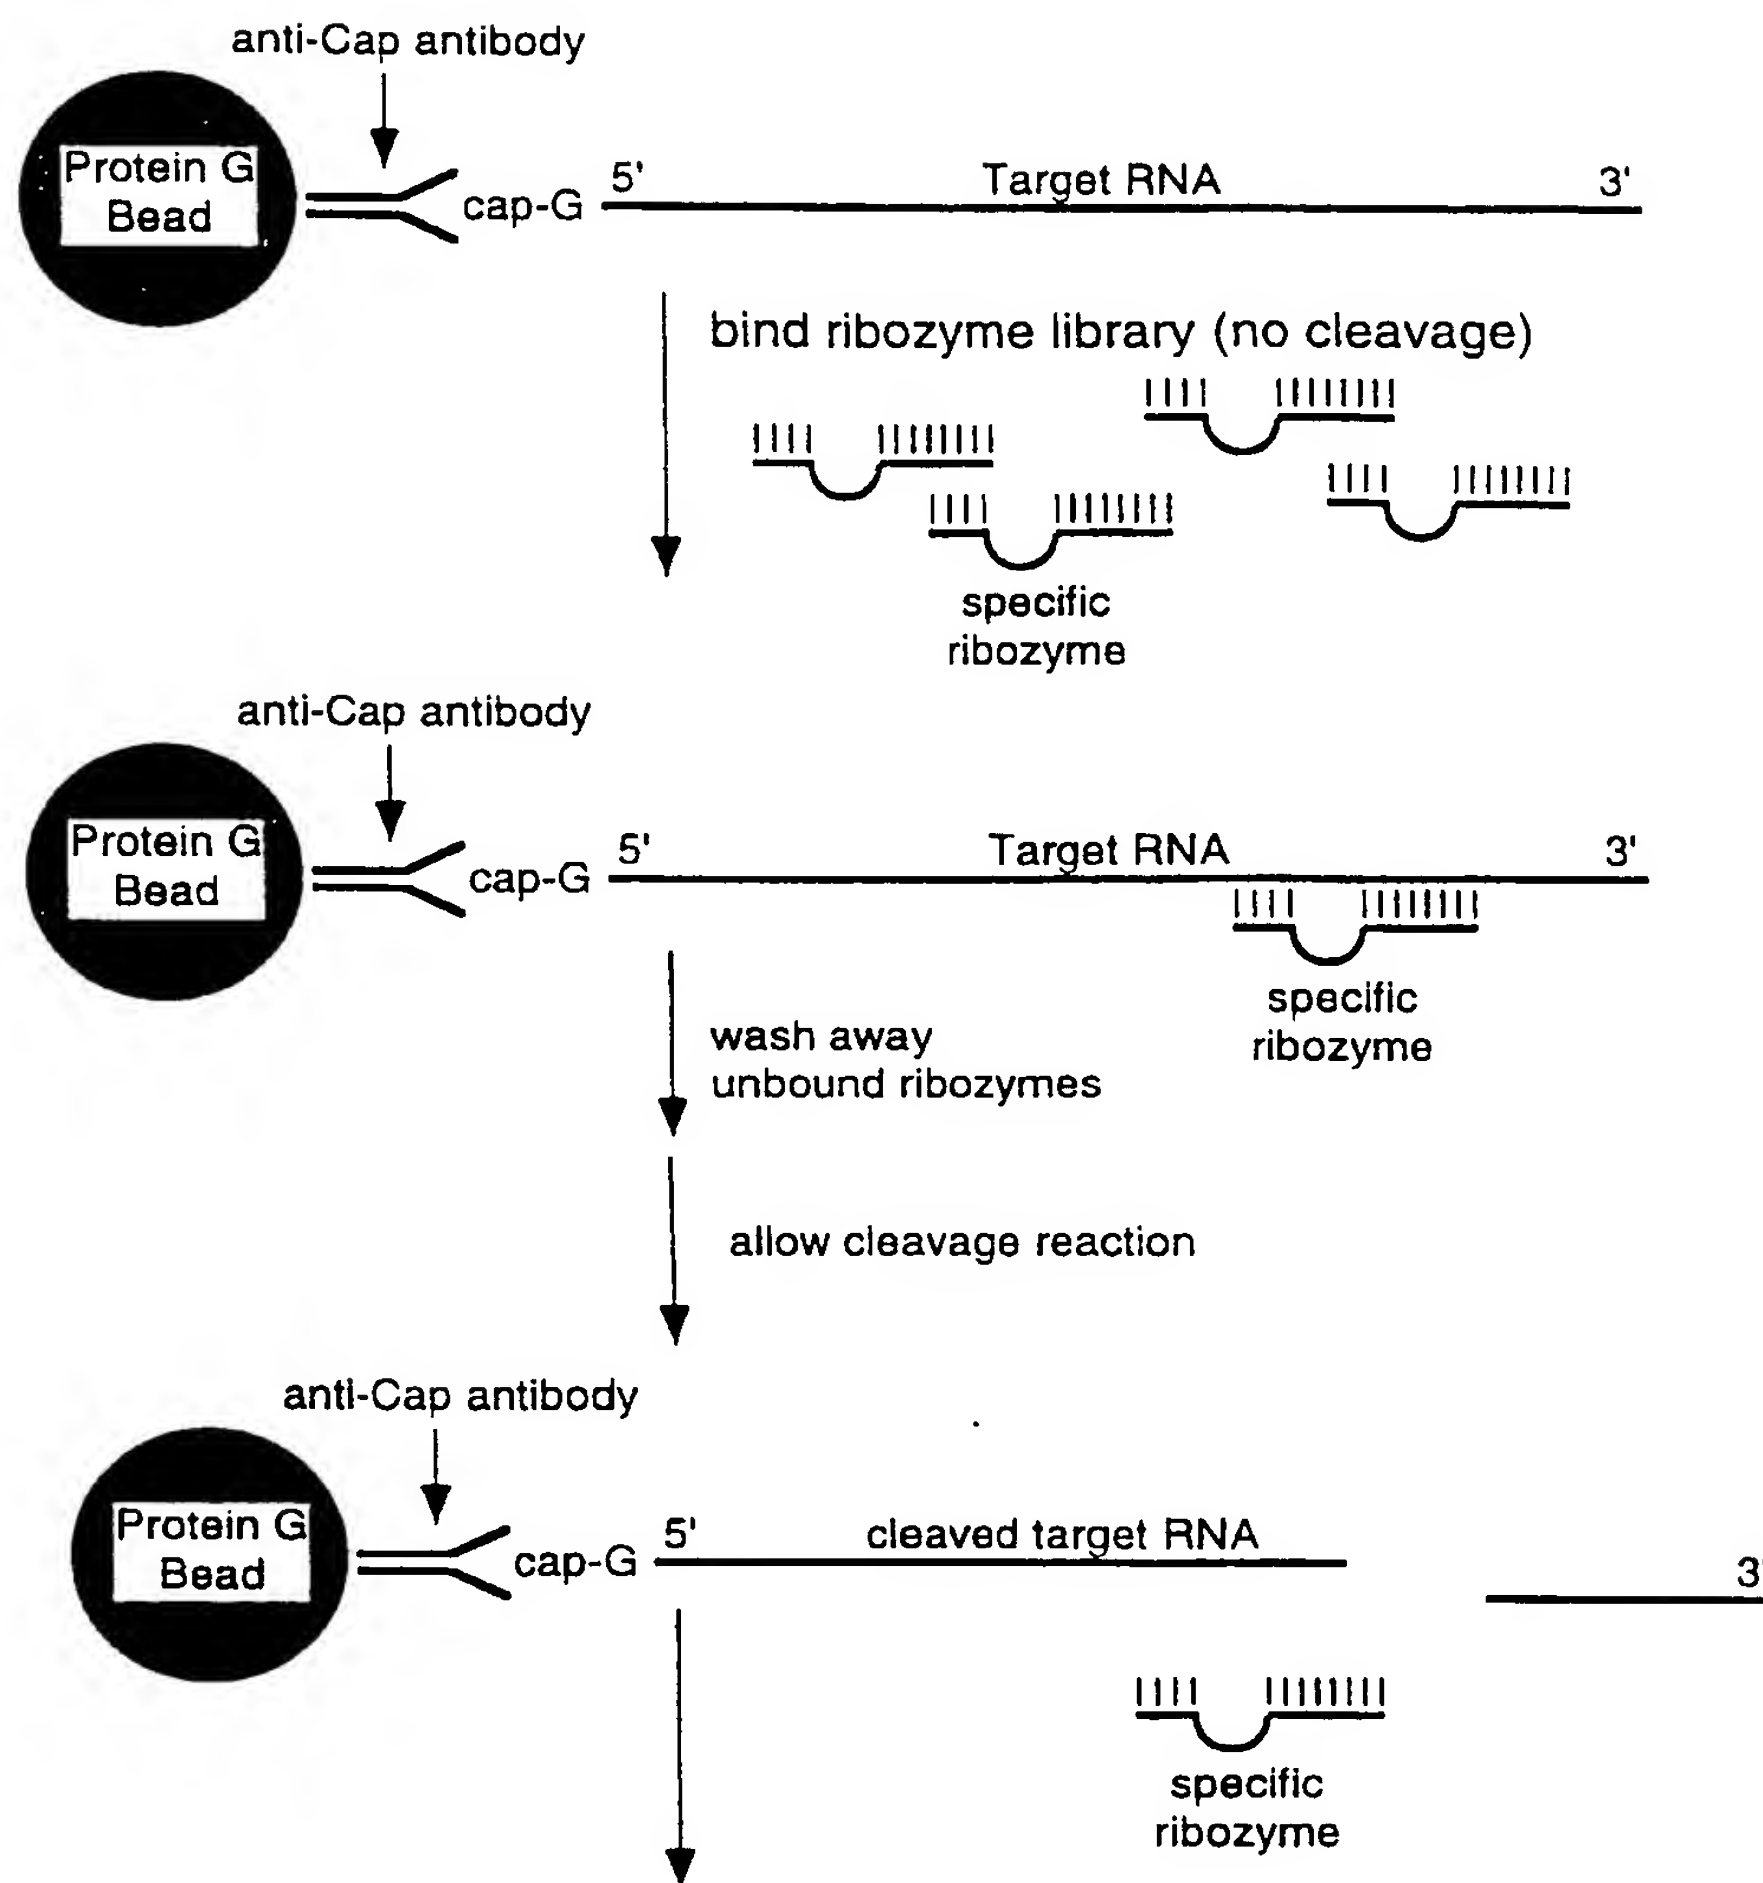 anti-Cap antibody
Protein G
Bead
cap-G
5'
Target RNA
3'
bind ribozyme library (no cleavage)
specific
ribozyme
anti-Cap antibody
Protein G
Bead
cap-G
5'
Target RNA
3'
specific
ribozyme
wash away
unbound ribozymes
allow cleavage reaction
anti-Cap antibody
Protein G
Bead
cap-G
5'
cleaved target RNA
3'
specific
ribozyme